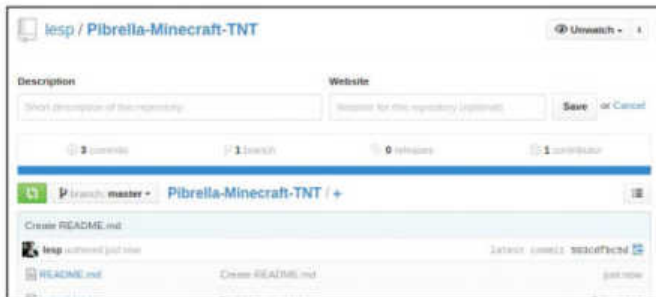 lesp / Pibrella-Minecraft-TNT
Unwatch 1
Description Website
Short description of this repository Website for this repository (optional) Save or Cancel
3 commits 1 branch 0 releases 1 contributor
branch: master Pibrella-Minecraft-TNT / +
Create README.md
lesp authored just now latest commit
README.md Create README.md just now